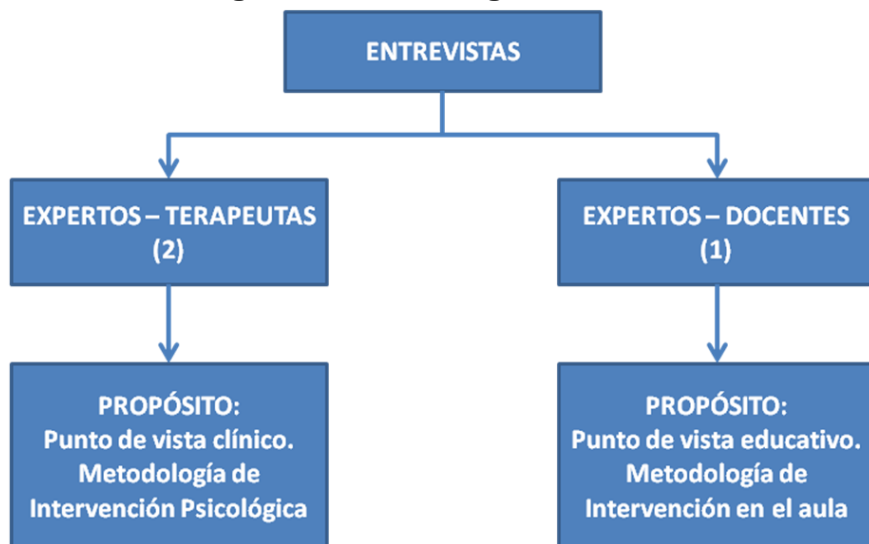 ENTREVISTAS
EXPERTOS – TERAPEUTAS
(2)
EXPERTOS – DOCENTES
(1)
PROPÓSITO:
Punto de vista clínico.
Metodología de
Intervención Psicológica
PROPÓSITO:
Punto de vista educativo.
Metodología de
Intervención en el aula